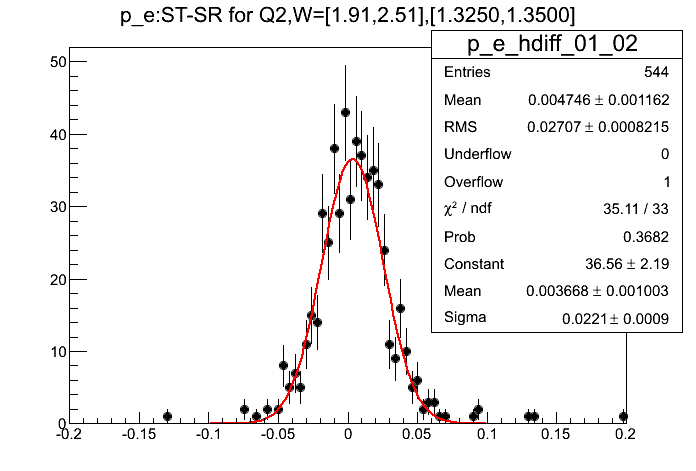 p_e:ST-SR for Q2,W=[1.91,2.51],[1.3250,1.3500]
p_e_hdiff_01_02
Entries 544
Mean 0.004746 ± 0.001162
RMS 0.02707 ± 0.0008215
Underflow 0
Overflow 1
χ² / ndf 35.11 / 33
Prob 0.3682
Constant 36.56 ± 2.19
Mean 0.003668 ± 0.001003
Sigma 0.0221 ± 0.0009
50
40
30
20
10
0
-0.2 -0.15 -0.1 -0.05 0 0.05 0.1 0.15 0.2